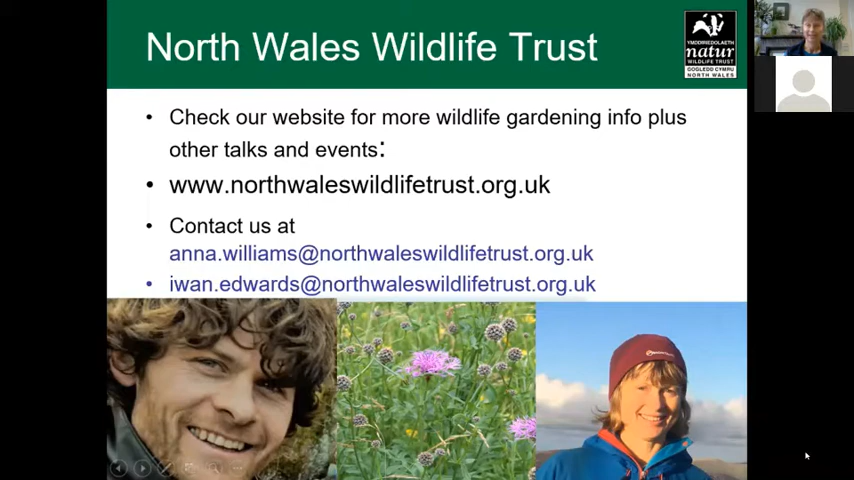 North Wales Wildlife Trust
YMDDIRIEDOLAETH
natur
WILDLIFE TRUST
GOGLEDD CYMRU
NORTH WALES
• Check our website for more wildlife gardening info plus
other talks and events:
• www.northwaleswildlifetrust.org.uk
• Contact us at
anna.williams@northwaleswildlifetrust.org.uk
• iwan.edwards@northwaleswildlifetrust.org.uk